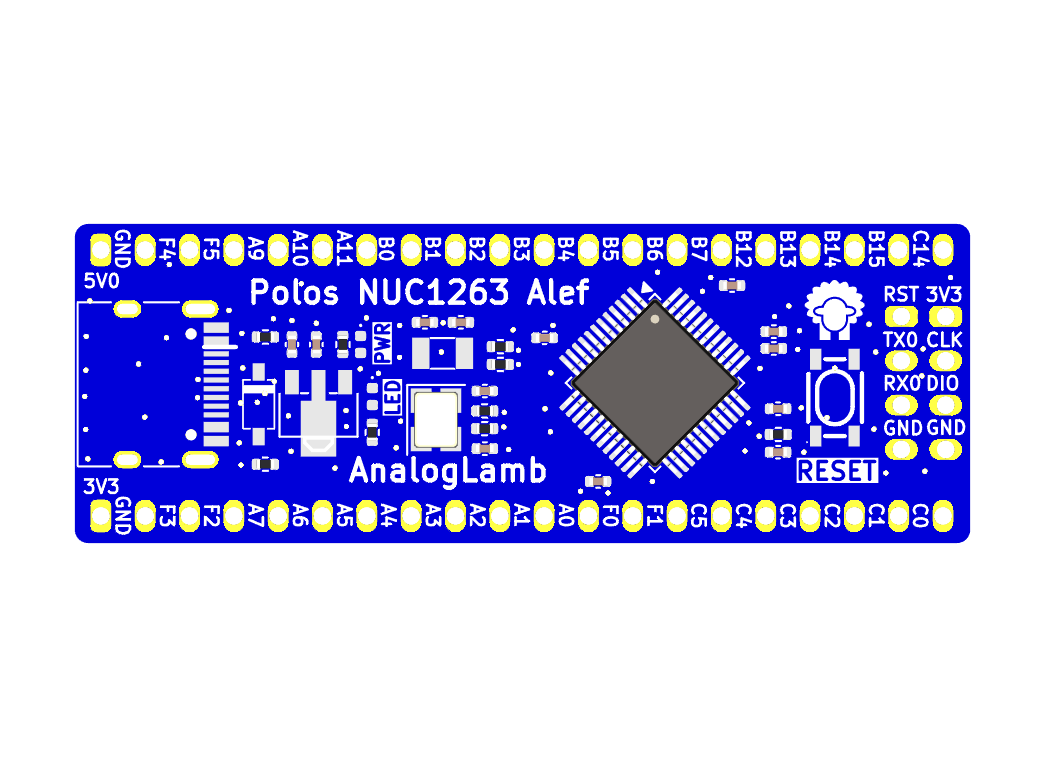 GND F4 F5 A9 A10 A11 B0 B1 B2 B3 B4 B5 B6 B7 B12 B13 B14 B15 C14
5V0
Polos NUC1263 Alef
RST 3V3
PWR
TX0 CLK
LED
RX0 DIO
GND GND
AnalogLamb
RESET
3V3
GND F3 F2 A7 A6 A5 A4 A3 A2 A1 A0 F0 F1 C5 C4 C3 C2 C1 C0